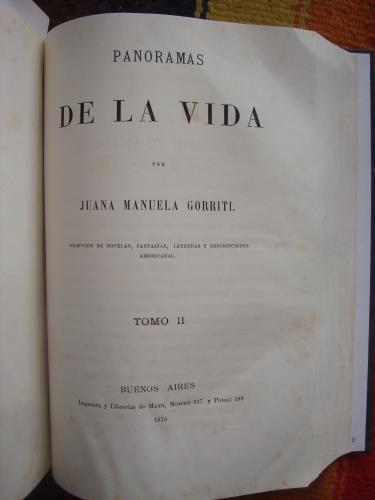 PANORAMAS
DE LA VIDA
POR
JUANA MANUELA GORRITI.
COLECCION DE NOVELAS, FANTASIAS, LEYENDAS Y DESCRIPCIONES
AMERICANAS.
TOMO II
BUENOS AIRES
Imprenta y Librerias de MAYO, Moreno 337 y Potosí 189
1876